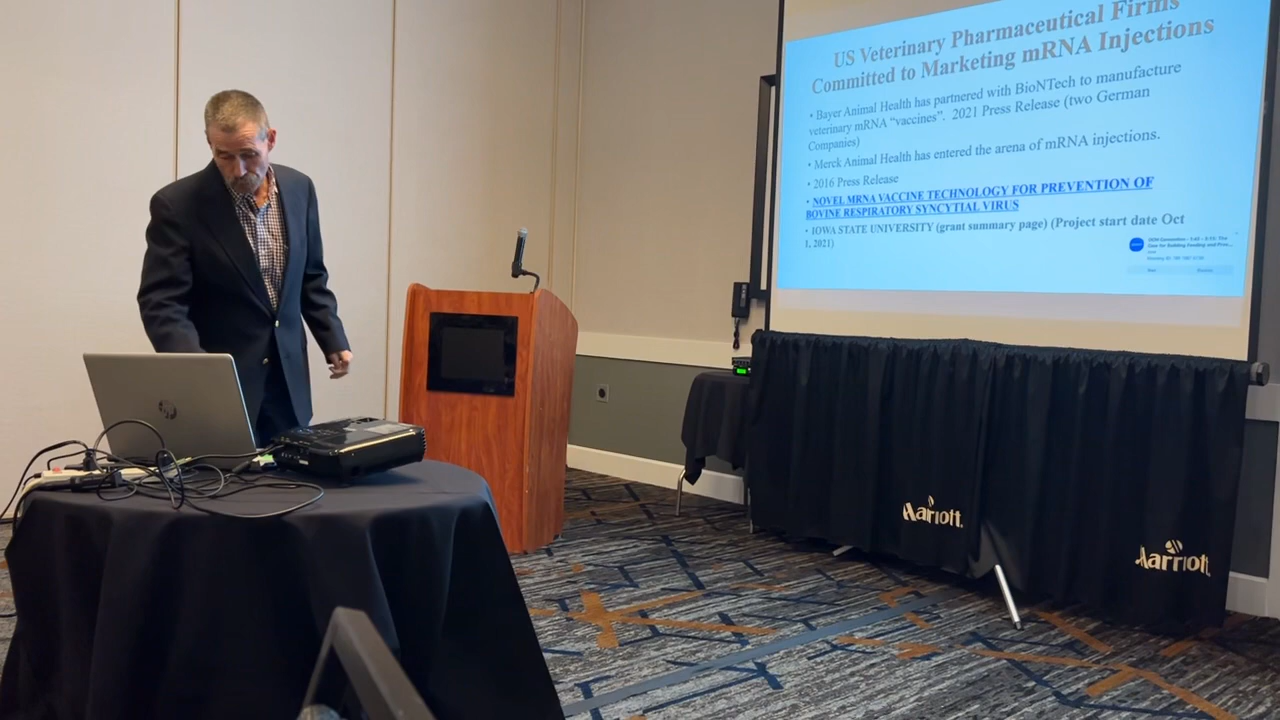 US Veterinary Pharmaceutical Firms
Committed to Marketing mRNA Injections
• Bayer Animal Health has partnered with BioNTech to manufacture
veterinary mRNA “vaccines”. 2021 Press Release (two German
Companies)
• Merck Animal Health has entered the arena of mRNA injections.
• 2016 Press Release
• NOVEL MRNA VACCINE TECHNOLOGY FOR PREVENTION OF
BOVINE RESPIRATORY SYNCYTIAL VIRUS
• IOWA STATE UNIVERSITY (grant summary page) (Project start date Oct
1, 2021)
hp
Marriott
Marriott